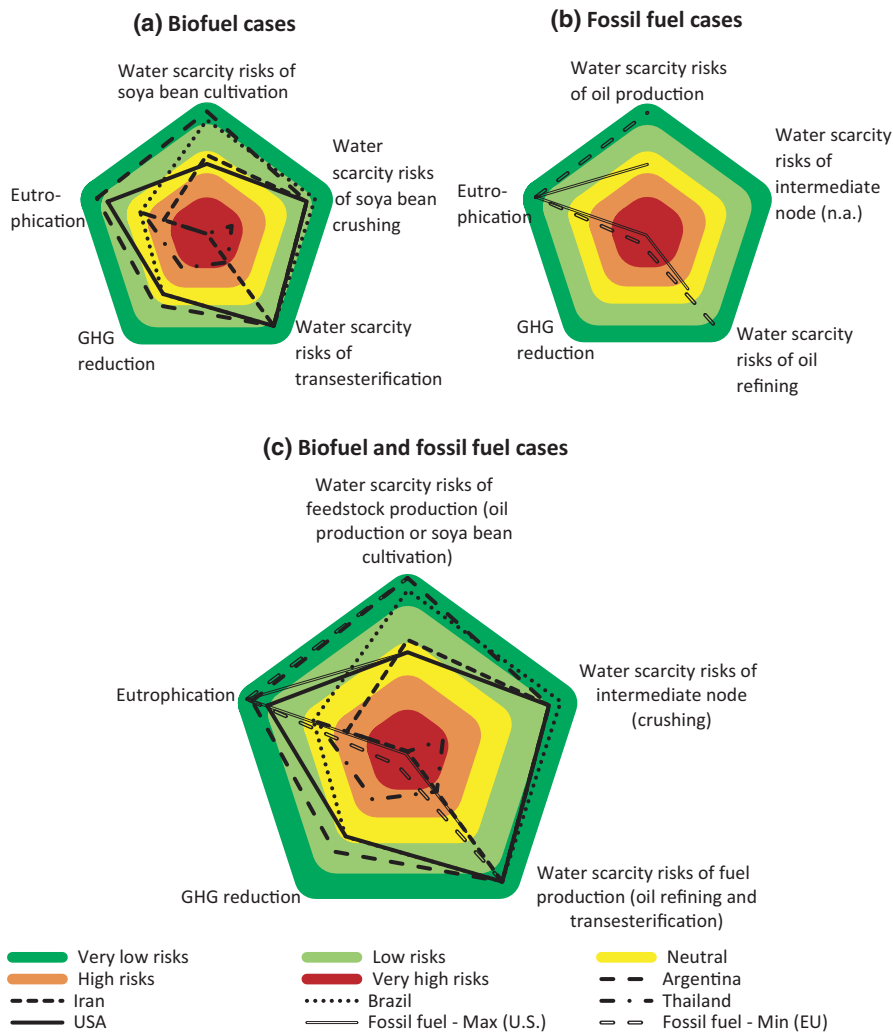 (a) Biofuel cases
Water scarcity risks of
soya bean cultivation
Water
scarcity risks
of soya bean
crushing
Eutro-
phication
GHG
reduction
Water scarcity
risks of
transesterification
(b) Fossil fuel cases
Water scarcity risks
of oil production
Water scarcity
risks of
intermediate
node (n.a.)
Eutro-
phication
GHG
reduction
Water scarcity
risks of oil
refining
(c) Biofuel and fossil fuel cases
Water scarcity risks of
feedstock production (oil
production or soya bean
cultivation)
Eutrophication
Water scarcity risks of
intermediate node
(crushing)
GHG reduction
Water scarcity risks of fuel
production (oil refining and
transesterification)
Very low risks
Low risks
Neutral
High risks
Very high risks
Argentina
Iran
Brazil
Thailand
USA
Fossil fuel - Max (U.S.)
Fossil fuel - Min (EU)